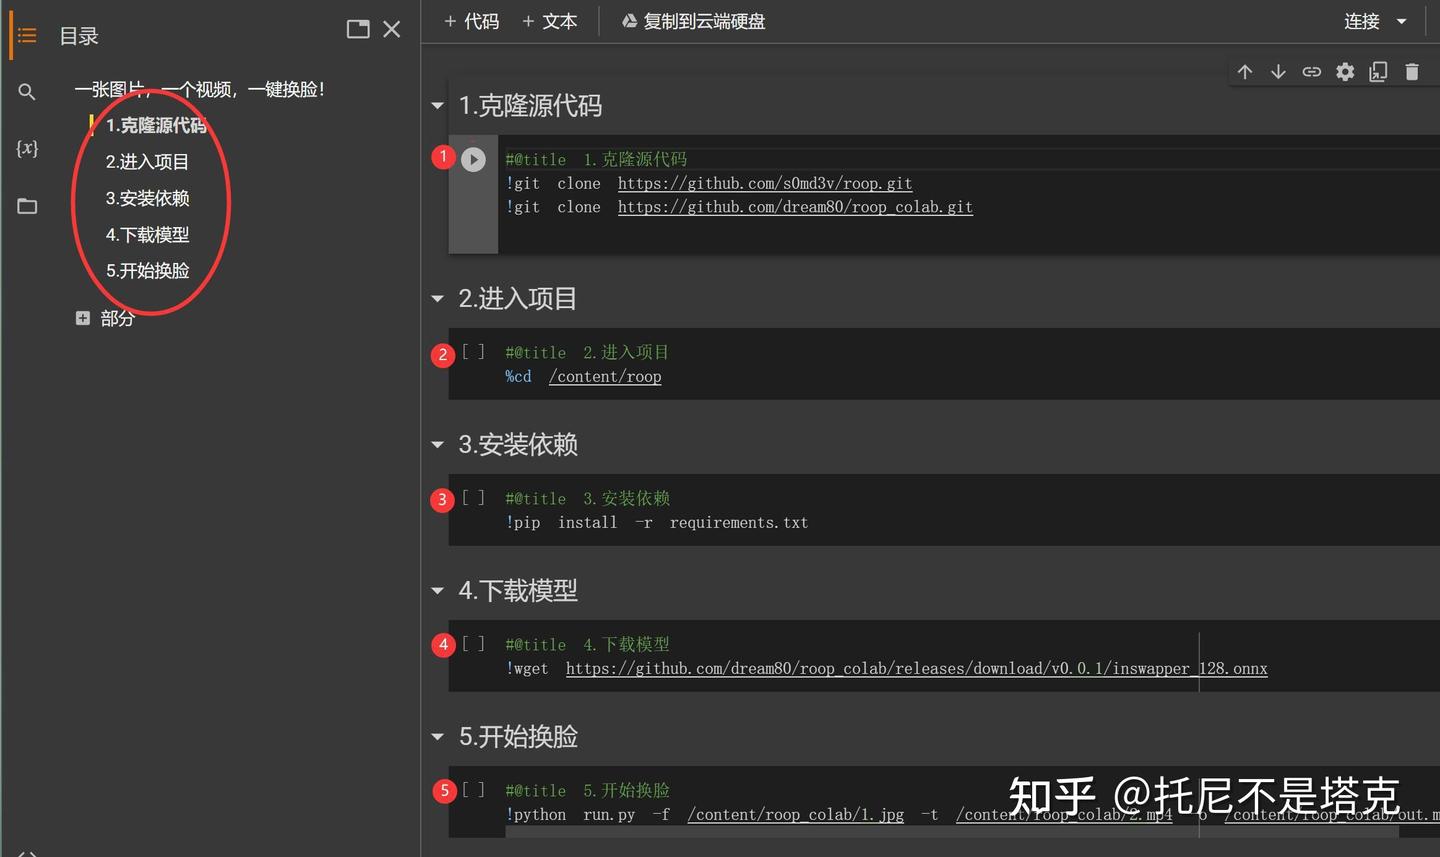 目录
一张图片，一个视频，一键换脸！
1.克隆源代码
2.进入项目
3.安装依赖
4.下载模型
5.开始换脸
部分
{x}
+ 代码 + 文本 复制到云端硬盘 连接
1.克隆源代码
1
#@title 1.克隆源代码
!git clone https://github.com/s0md3v/roop.git
!git clone https://github.com/dream80/roop_colab.git
2.进入项目
2 [ ] #@title 2.进入项目
%cd /content/roop
3.安装依赖
3 [ ] #@title 3.安装依赖
!pip install -r requirements.txt
4.下载模型
4 [ ] #@title 4.下载模型
!wget https://github.com/dream80/roop_colab/releases/download/v0.0.1/inswapper_128.onnx
5.开始换脸
5 [ ] #@title 5.开始换脸
!python run.py -f /content/roop_colab/1.jpg -t /content/roop_colab/2.mp4 -o /content/roop_colab/out.m
知乎 @托尼不是塔克